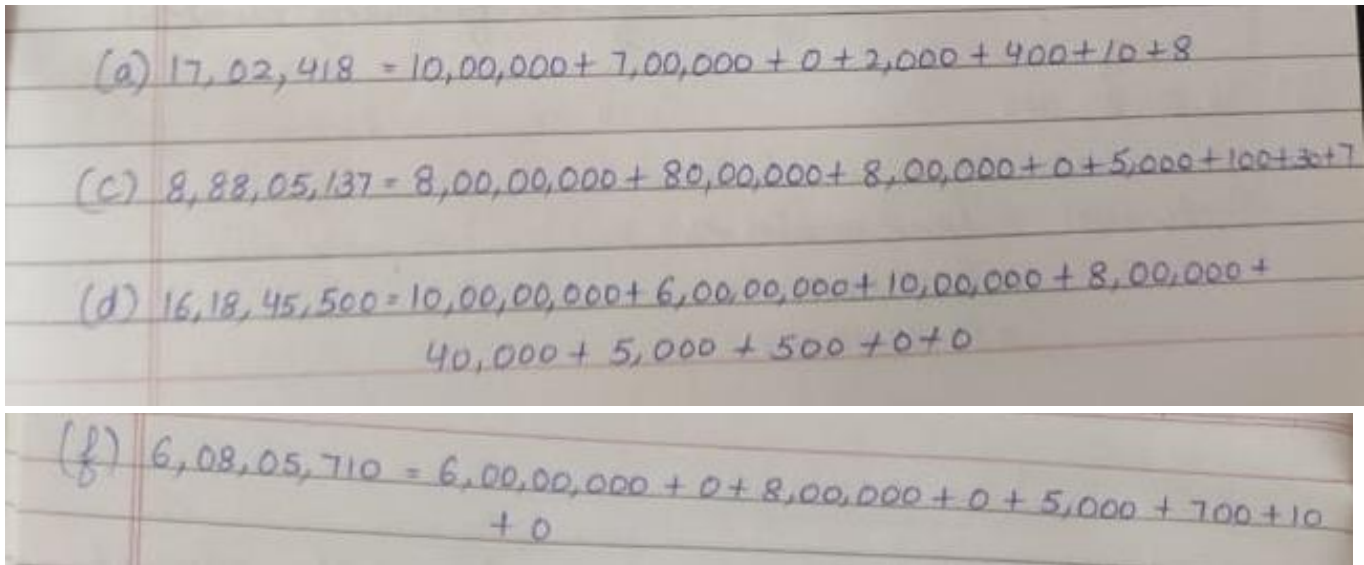 (a) 17,02,418 = 10,00,000 + 7,00,000 + 0 + 2,000 + 400 + 10 + 8
(c) 8,88,05,137 = 8,00,00,000 + 80,00,000 + 8,00,000 + 0 + 5,000 + 100 + 30 + 7
(d) 16,18,45,500 = 10,00,00,000 + 6,00,00,000 + 10,00,000 + 8,00,000 +
40,000 + 5,000 + 500 + 0 + 0
(f) 6,08,05,710 = 6,00,00,000 + 0 + 8,00,000 + 0 + 5,000 + 700 + 10
+ 0